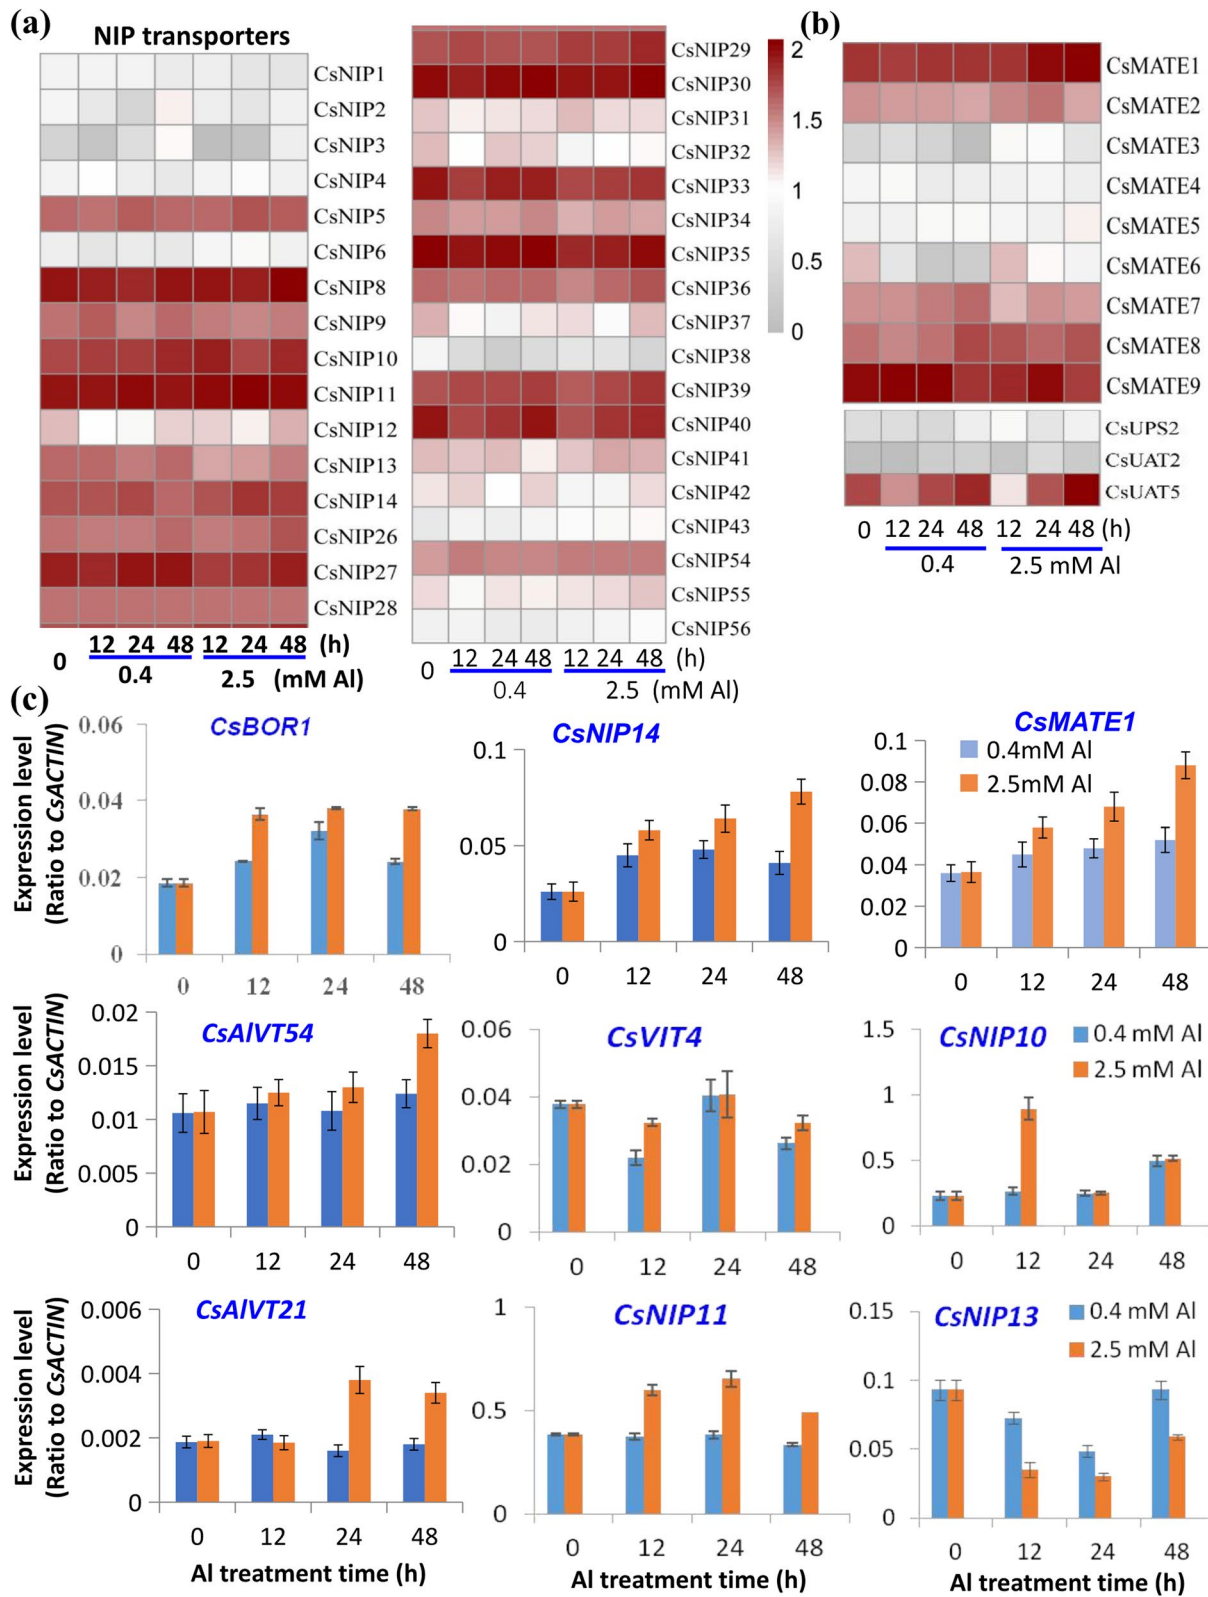 (a)
NIP transporters
CsNIP1
CsNIP2
CsNIP3
CsNIP4
CsNIP5
CsNIP6
CsNIP8
CsNIP9
CsNIP10
CsNIP11
CsNIP12
CsNIP13
CsNIP14
CsNIP26
CsNIP27
CsNIP28
0 12 24 48 12 24 48 (h)
0.4 2.5 (mM Al)
CsNIP29
CsNIP30
CsNIP31
CsNIP32
CsNIP33
CsNIP34
CsNIP35
CsNIP36
CsNIP37
CsNIP38
CsNIP39
CsNIP40
CsNIP41
CsNIP42
CsNIP43
CsNIP54
CsNIP55
CsNIP56
0 12 24 48 12 24 48 (h)
0.4 2.5 (mM Al)
2
1.5
1
0.5
0
(b)
CsMATE1
CsMATE2
CsMATE3
CsMATE4
CsMATE5
CsMATE6
CsMATE7
CsMATE8
CsMATE9
CsUPS2
CsUAT2
CsUAT5
0 12 24 48 12 24 48 (h)
0.4 2.5 mM Al
(c)
Expression level
(Ratio to CsACTIN)
CsBOR1
0.06
0.04
0.02
0
0 12 24 48
CsNIP14
0.1
0.05
0
0 12 24 48
CsMATE1
0.4mM Al
2.5mM Al
0.1
0.08
0.06
0.04
0.02
0
0 12 24 48
Expression level
(Ratio to CsACTIN)
CsAlVT54
0.02
0.015
0.01
0.005
0
0 12 24 48
CsVIT4
0.06
0.04
0.02
0
0 12 24 48
CsNIP10
0.4 mM Al
2.5 mM Al
1.5
1
0.5
0
0 12 24 48
Expression level
(Ratio to CsACTIN)
CsAlVT21
0.006
0.004
0.002
0
0 12 24 48
Al treatment time (h)
CsNIP11
1
0.5
0
0 12 24 48
Al treatment time (h)
CsNIP13
0.4 mM Al
2.5 mM Al
0.15
0.1
0.05
0
0 12 24 48
Al treatment time (h)